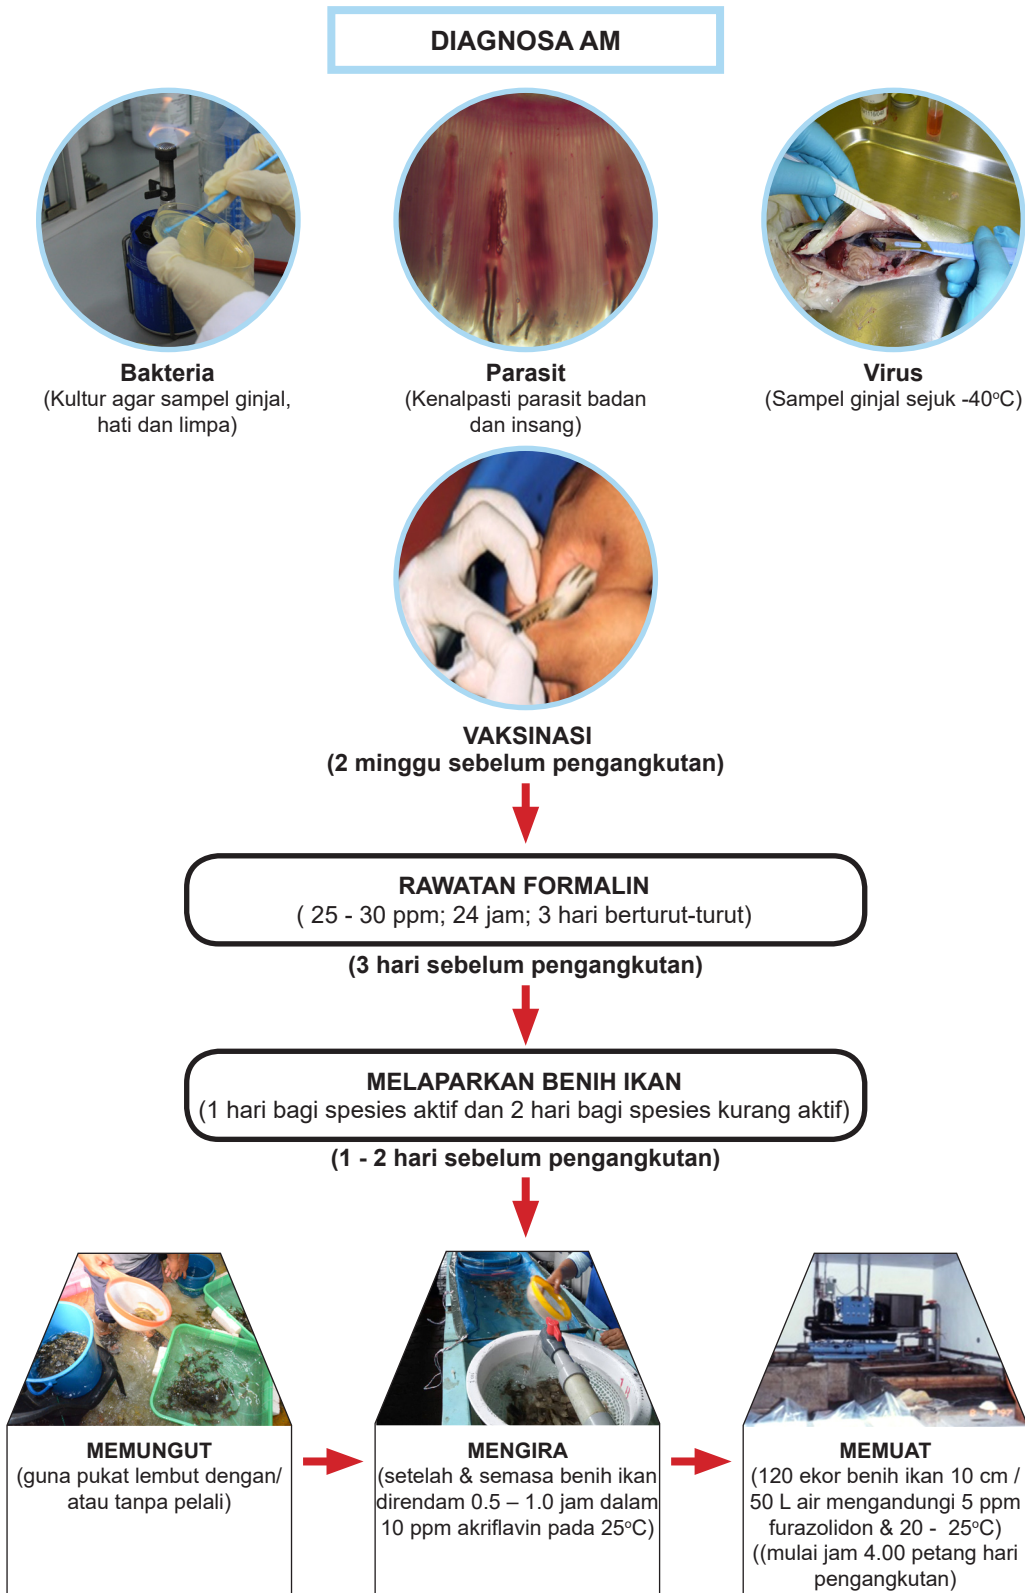 DIAGNOSA AM
Bakteria
(Kultur agar sampel ginjal,
hati dan limpa)
Parasit
(Kenalpasti parasit badan
dan insang)
Virus
(Sampel ginjal sejuk -40°C)
VAKSINASI
(2 minggu sebelum pengangkutan)
RAWATAN FORMALIN
( 25 - 30 ppm; 24 jam; 3 hari berturut-turut)
(3 hari sebelum pengangkutan)
MELAPARKAN BENIH IKAN
(1 hari bagi spesies aktif dan 2 hari bagi spesies kurang aktif)
(1 - 2 hari sebelum pengangkutan)
MEMUNGUT
(guna pukat lembut dengan/
atau tanpa pelali)
MENGIRA
(setelah & semasa benih ikan
direndam 0.5 – 1.0 jam dalam
10 ppm akriflavin pada 25°C)
MEMUAT
(120 ekor benih ikan 10 cm /
50 L air mengandungi 5 ppm
furazolidon & 20 - 25°C)
((mulai jam 4.00 petang hari
pengangkutan)